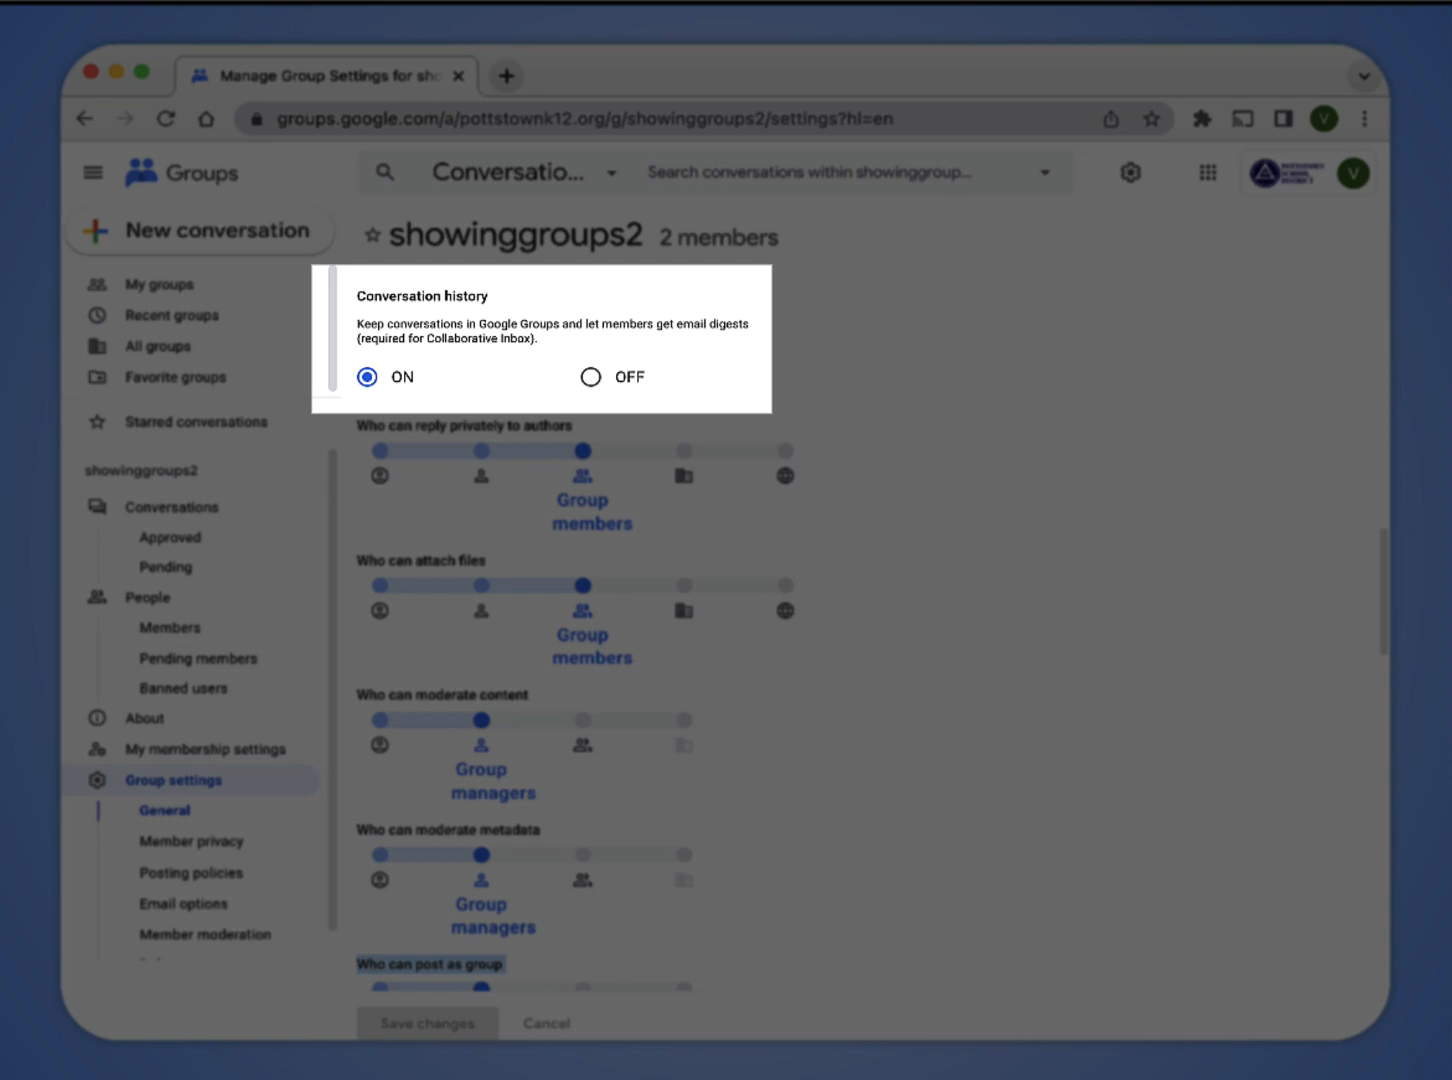 Manage Group Settings for sho
groups.google.com/a/pottstownk12.org/g/showinggroups2/settings?hl=en
V
Groups
Conversatio...
Search conversations within showinggroup...
V
New conversation
showinggroups2 2 members
My groups
Recent groups
All groups
Favorite groups
Starred conversations
showinggroups2
Conversations
Approved
Pending
People
Members
Pending members
Banned users
About
My membership settings
Group settings
General
Member privacy
Posting policies
Email options
Member moderation
Conversation history
Keep conversations in Google Groups and let members get email digests
(required for Collaborative Inbox).
ON OFF
Who can reply privately to authors
Group
members
Who can attach files
Group
members
Who can moderate content
Group
managers
Who can moderate metadata
Group
managers
Who can post as group
Save changes Cancel